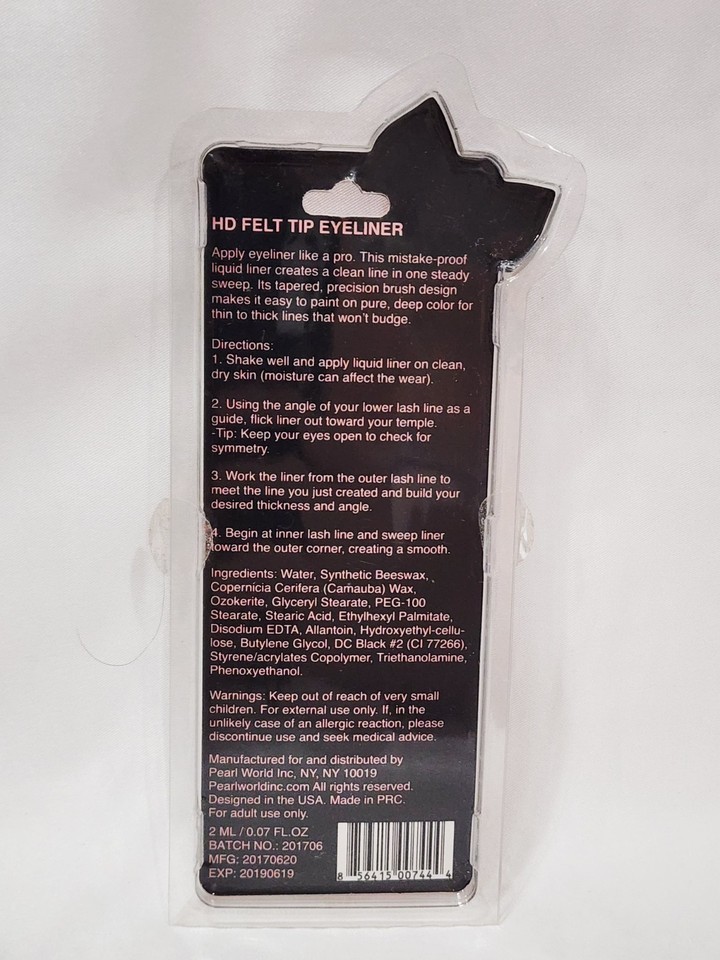 HD FELT TIP EYELINER
Apply eyeliner like a pro. This mistake-proof
liquid liner creates a clean line in one steady
sweep. Its tapered, precision brush design
makes it easy to paint on pure, deep color for
thin to thick lines that won't budge.
Directions:
1. Shake well and apply liquid liner on clean,
dry skin (moisture can affect the wear).
2. Using the angle of your lower lash line as a
guide, flick liner out toward your temple.
-Tip: Keep your eyes open to check for
symmetry.
3. Work the liner from the outer lash line to
meet the line you just created and build your
desired thickness and angle.
4. Begin at inner lash line and sweep liner
toward the outer corner, creating a smooth.
Ingredients: Water, Synthetic Beeswax,
Copernicia Cerifera (Carnauba) Wax,
Ozokerite, Glyceryl Stearate, PEG-100
Stearate, Stearic Acid, Ethylhexyl Palmitate,
Disodium EDTA, Allantoin, Hydroxyethyl-cellu-
lose, Butylene Glycol, DC Black #2 (CI 77266),
Styrene/acrylates Copolymer, Triethanolamine,
Phenoxyethanol.
Warnings: Keep out of reach of very small
children. For external use only. If, in the
unlikely case of an allergic reaction, please
discontinue use and seek medical advice.
Manufactured for and distributed by
Pearl World Inc, NY, NY 10019
Pearlworldinc.com All rights reserved.
Designed in the USA. Made in PRC.
For adult use only.
2 ML / 0.07 FL.OZ
BATCH NO.: 201706
MFG: 20170620
EXP: 20190619
8 56415 00744 4